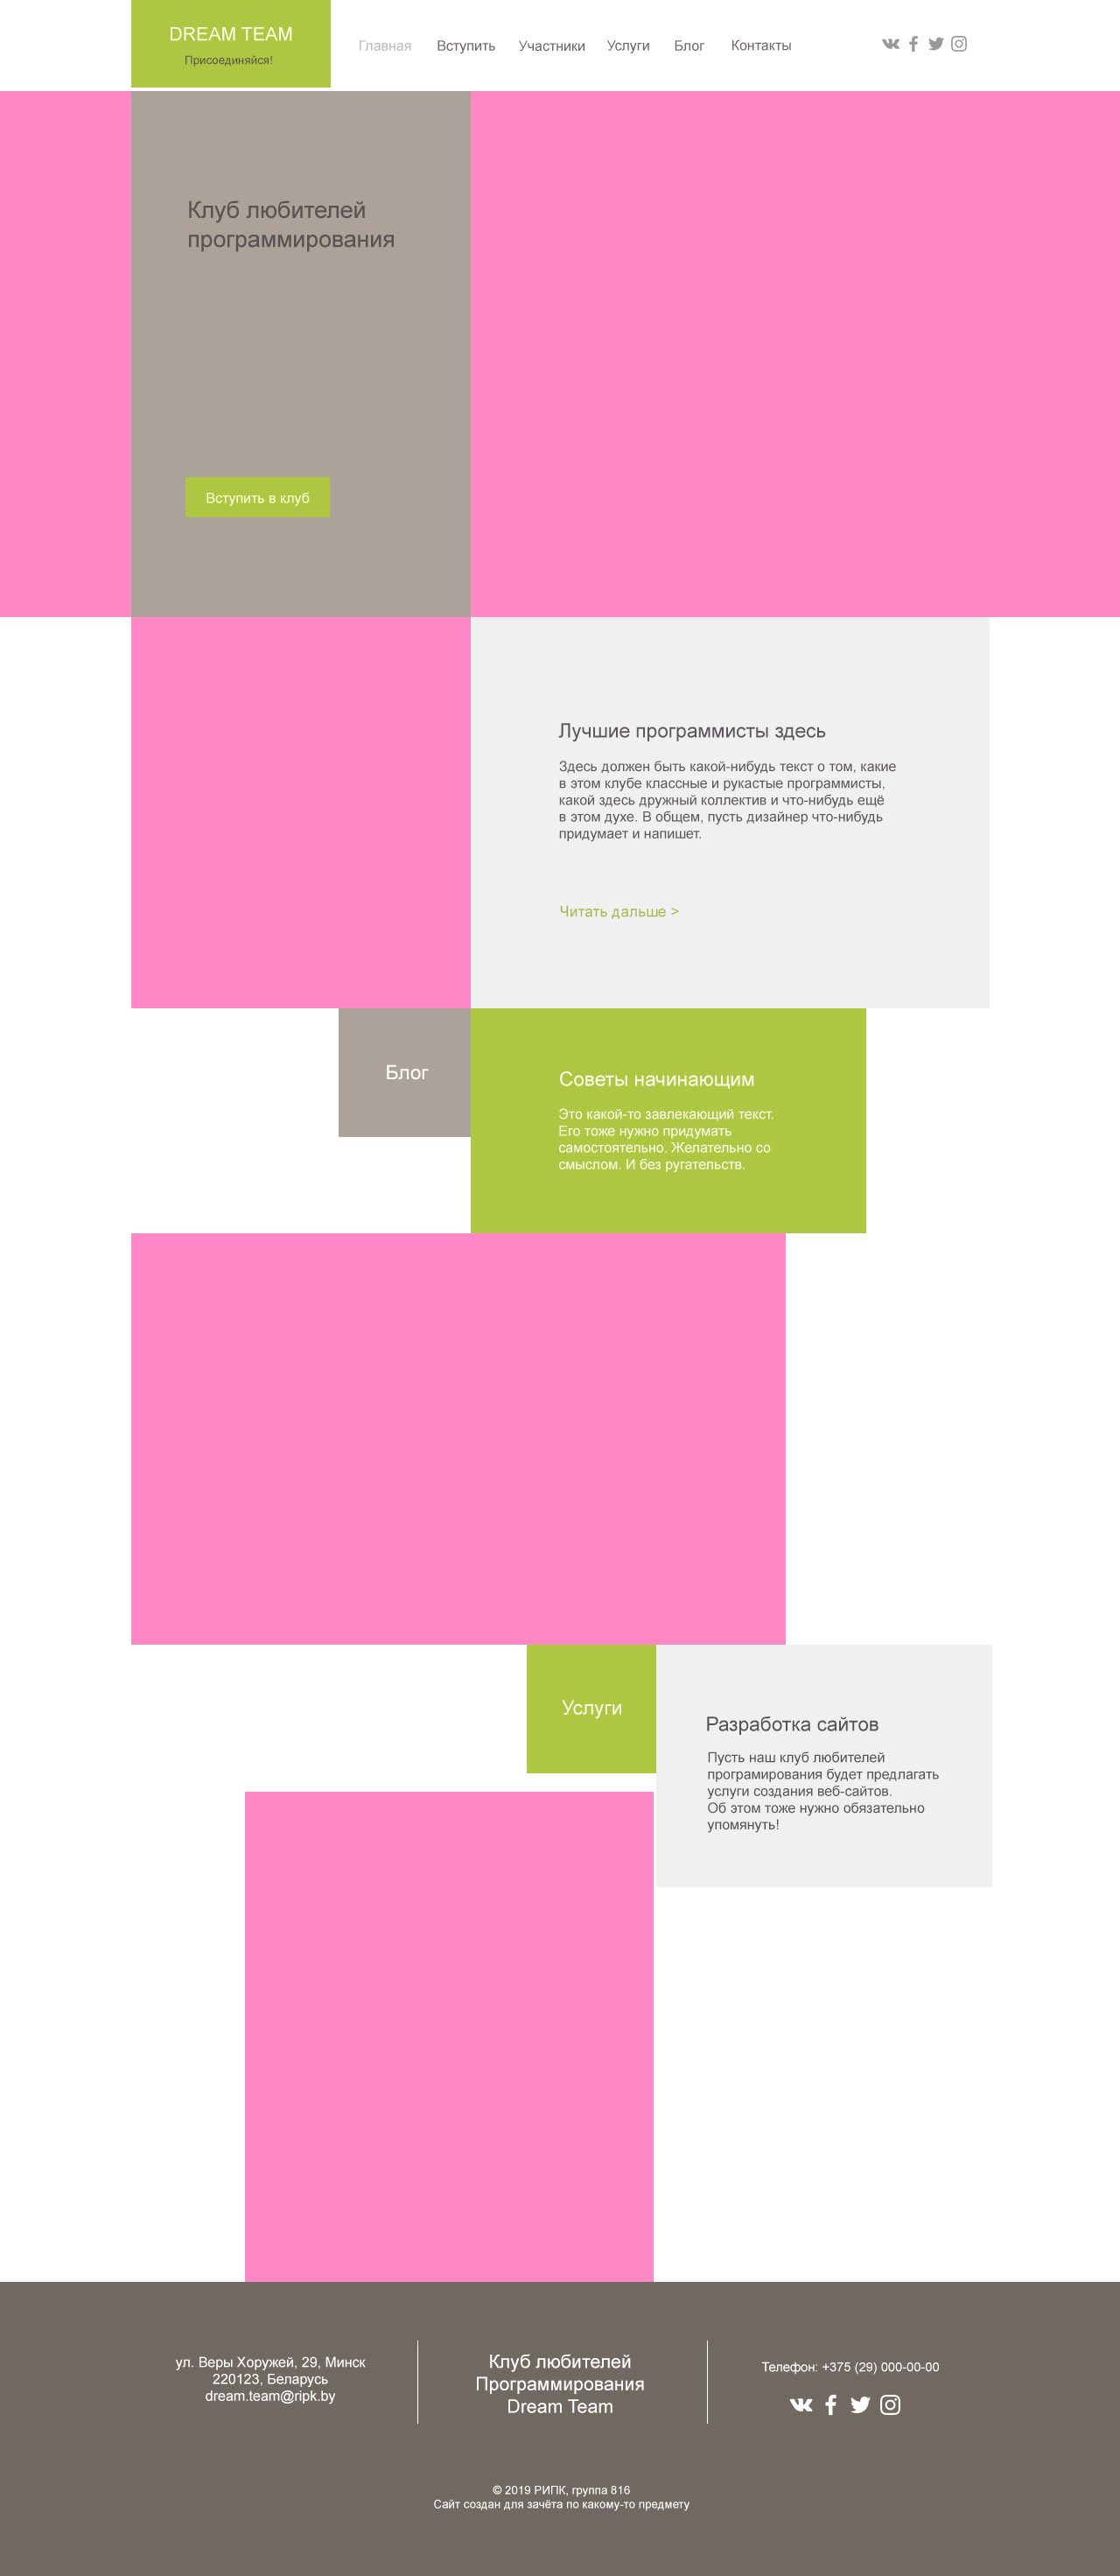 DREAM TEAM
Присоединяйся!
Главная Вступить Участники Услуги Блог Контакты
Клуб любителей
программирования
Вступить в клуб
Лучшие программисты здесь
Здесь должен быть какой-нибудь текст о том, какие
в этом клубе классные и рукастые программисты,
какой здесь дружный коллектив и что-нибудь ещё
в этом духе. В общем, пусть дизайнер что-нибудь
придумает и напишет.
Читать дальше >
Блог
Советы начинающим
Это какой-то завлекающий текст.
Его тоже нужно придумать
самостоятельно. Желательно со
смыслом. И без ругательств.
Услуги
Разработка сайтов
Пусть наш клуб любителей
програмирования будет предлагать
услуги создания веб-сайтов.
Об этом тоже нужно обязательно
упомянуть!
ул. Веры Хоружей, 29, Минск
220123, Беларусь
dream.team@ripk.by
Клуб любителей
Программирования
Dream Team
Телефон: +375 (29) 000-00-00
© 2019 РИПК, группа 816
Сайт создан для зачёта по какому-то предмету